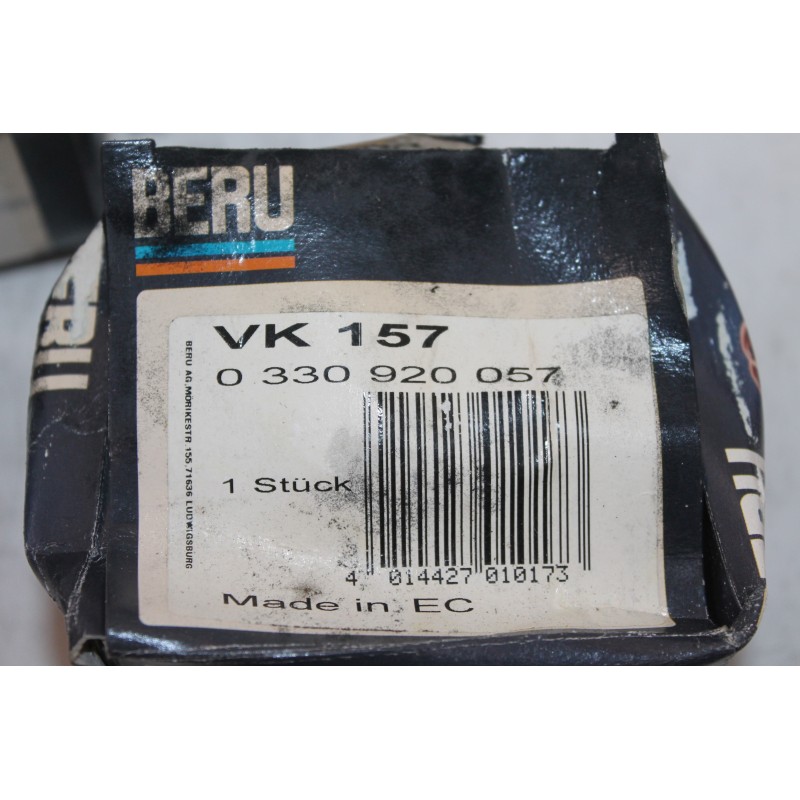 BERU
VK 157
0 330 920 057
BERU AG,MÖRIKESTR.155,71636 LUDWIGSBURG
1 Stück
4 014427 010173
Made in EC